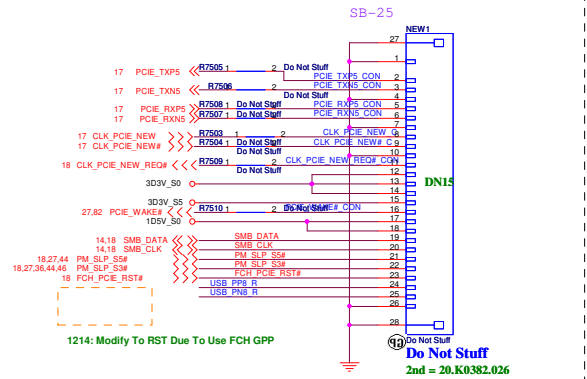 SB-25
NEW1
27
1
17 PCIE_TXP5 R7505 1 2 Do Not Stuff PCIE_TXP5_CON 2
17 PCIE_TXN5 R7506 1 2 Do Not Stuff PCIE_TXN5_CON 3
4
17 PCIE_RXP5 R7508 1 Do Not Stuff 2 PCIE_RXP5_CON 5
17 PCIE_RXN5 R7507 1 Do Not Stuff 2 PCIE_RXN5_CON 6
7
17 CLK_PCIE_NEW R7503 1 2 Do Not Stuff CLK_PCIE_NEW_C 8
17 CLK_PCIE_NEW# R7504 1 2 Do Not Stuff CLK_PCIE_NEW#_C 9
10
18 CLK_PCIE_NEW_REQ# R7509 1 2 Do Not Stuff CLK_PCIE_NEW_REQ#_CON 11
12
3D3V_S0 13
14
DN15
3D3V_S5 15
27,82 PCIE_WAKE# R7510 1 2 Do Not Stuff PCIE_WAKE#_CON 16
1D5V_S0 17
18
14,18 SMB_DATA SMB_DATA 19
14,18 SMB_CLK SMB_CLK 20
18,27,44 PM_SLP_S5# PM_SLP_S5# 21
18,27,36,44,46 PM_SLP_S3# PM_SLP_S3# 22
18 FCH_PCIE_RST# FCH_PCIE_RST# 23
USB_PP8_R 24
USB_PN8_R 25
26
28
1214: Modify To RST Due To Use FCH GPP
Do Not Stuff
Do Not Stuff
2nd = 20.K0382.026